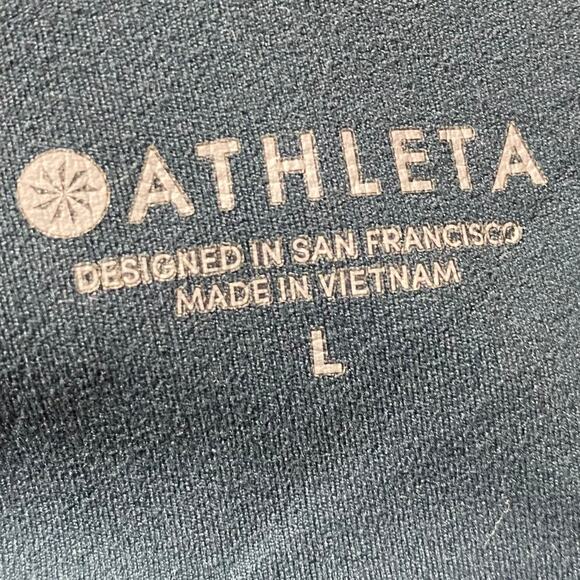 ATHLETA
DESIGNED IN SAN FRANCISCO
MADE IN VIETNAM
L